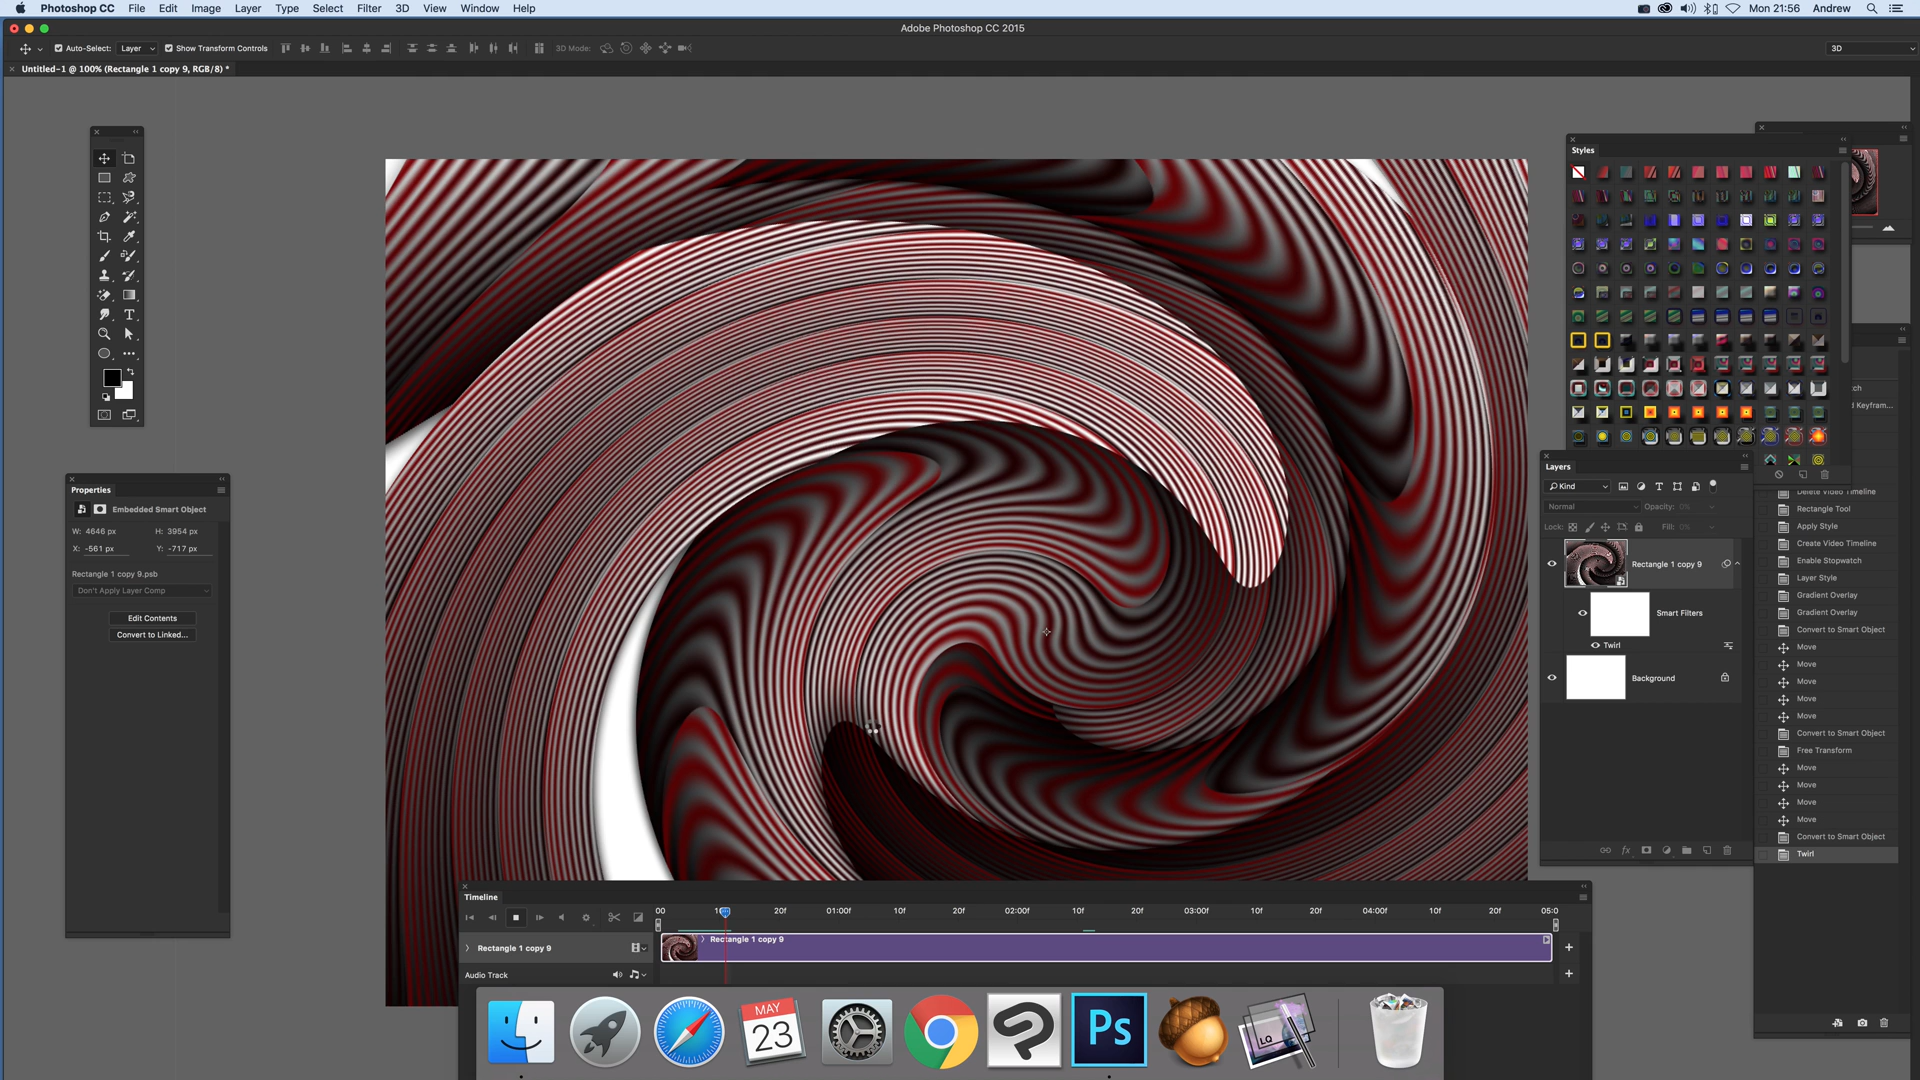 Photoshop CC File Edit Image Layer Type Select Filter 3D View Window Help Mon 21:56 Andrew
Adobe Photoshop CC 2015
Auto-Select: Layer Show Transform Controls 3D Mode: 3D
Untitled-1 @ 100% (Rectangle 1 copy 9, RGB/8) *
Styles
Properties
Embedded Smart Object
W: 4646 px H: 3954 px
X: -561 px Y: -717 px
Rectangle 1 copy 9.psb
Don't Apply Layer Comp
Edit Contents
Convert to Linked...
Layers
Kind
Normal Opacity: 0%
Lock: Fill: 0%
Rectangle 1 copy 9
Smart Filters
Twirl
Background
d Keyfram...
Delete Video Timeline
Rectangle Tool
Apply Style
Create Video Timeline
Enable Stopwatch
Layer Style
Gradient Overlay
Gradient Overlay
Convert to Smart Object
Move
Move
Move
Move
Move
Convert to Smart Object
Free Transform
Move
Move
Move
Move
Convert to Smart Object
Twirl
Timeline
00 20f 01:00f 10f 20f 02:00f 10f 20f 03:00f 10f 20f 04:00f 10f 20f 05:0
Rectangle 1 copy 9 Rectangle 1 copy 9
Audio Track
MAY
23
Ps
LQ